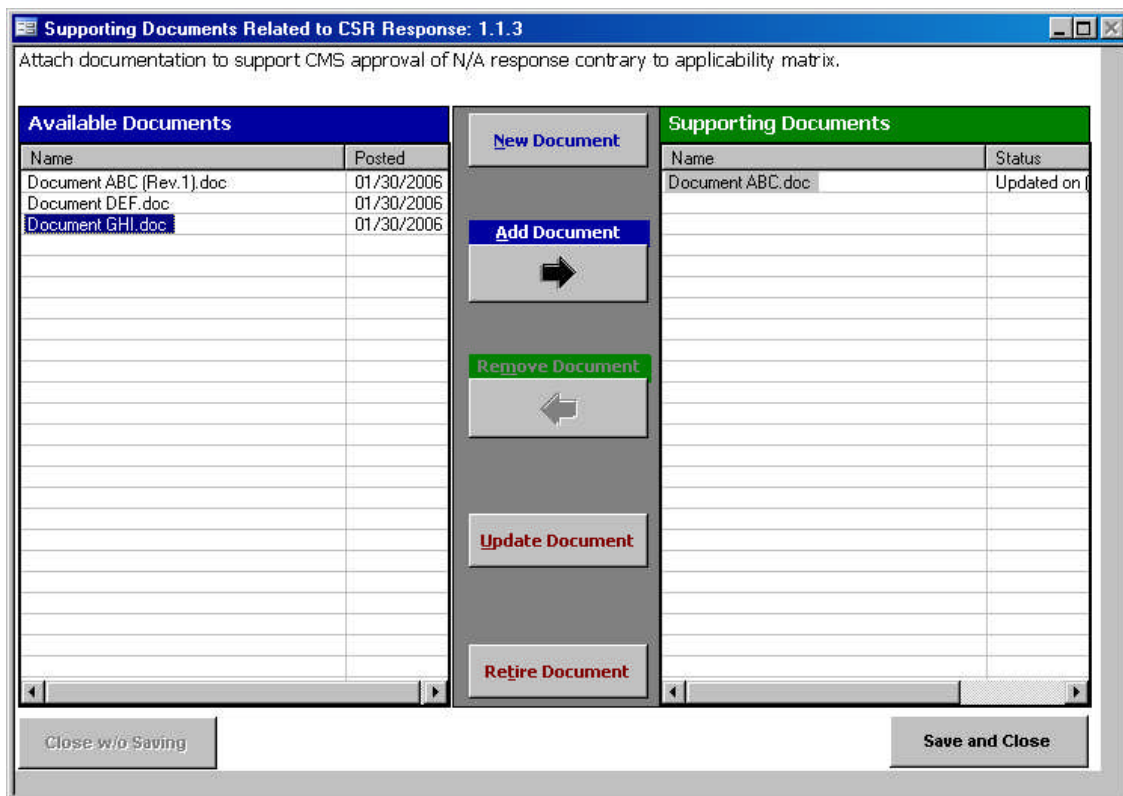 Supporting Documents Related to CSR Response: 1.1.3
Attach documentation to support CMS approval of N/A response contrary to applicability matrix.
Available Documents
Name Posted
Document ABC (Rev.1).doc 01/30/2006
Document DEF.doc 01/30/2006
Document GHI.doc 01/30/2006
New Document
Add Document
Remove Document
Update Document
Retire Document
Supporting Documents
Name Status
Document ABC.doc Updated on (
Close w/o Saving
Save and Close